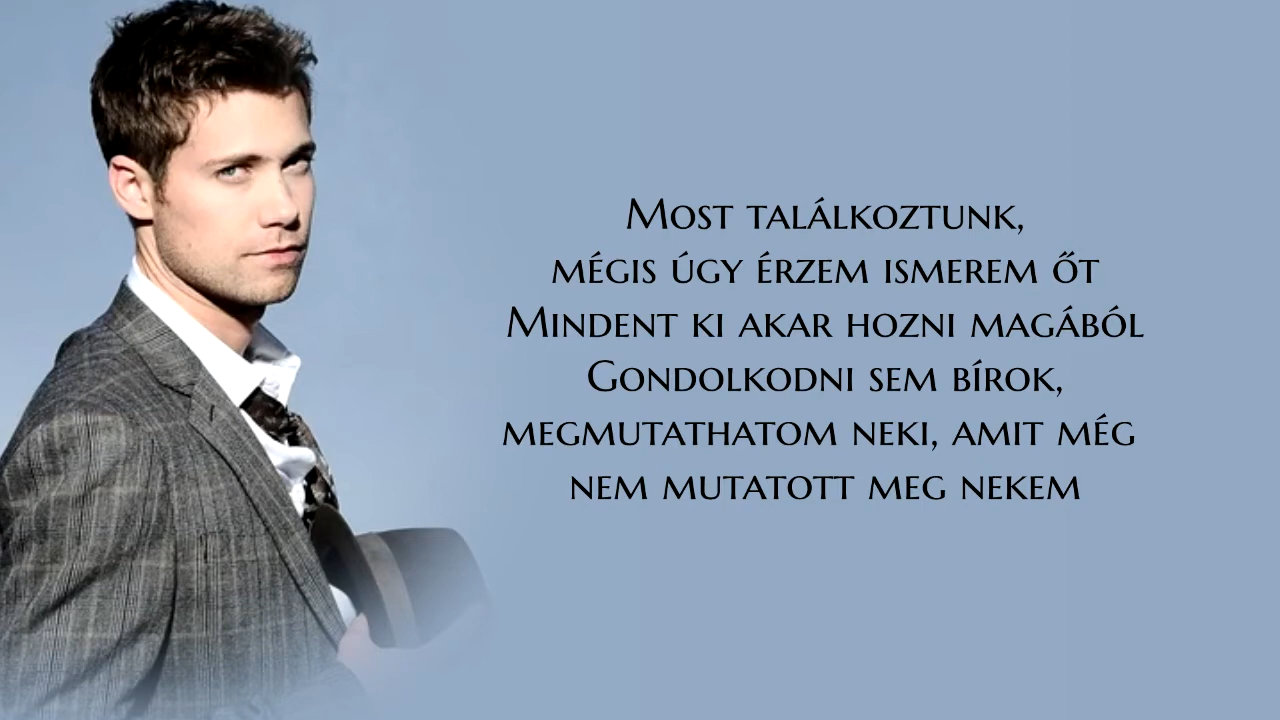 Most találkoztunk,
mégis úgy érzem ismerem őt
Mindent ki akar hozni magából
Gondolkodni sem bírok,
megmutathatom neki, amit még
nem mutatott meg nekem